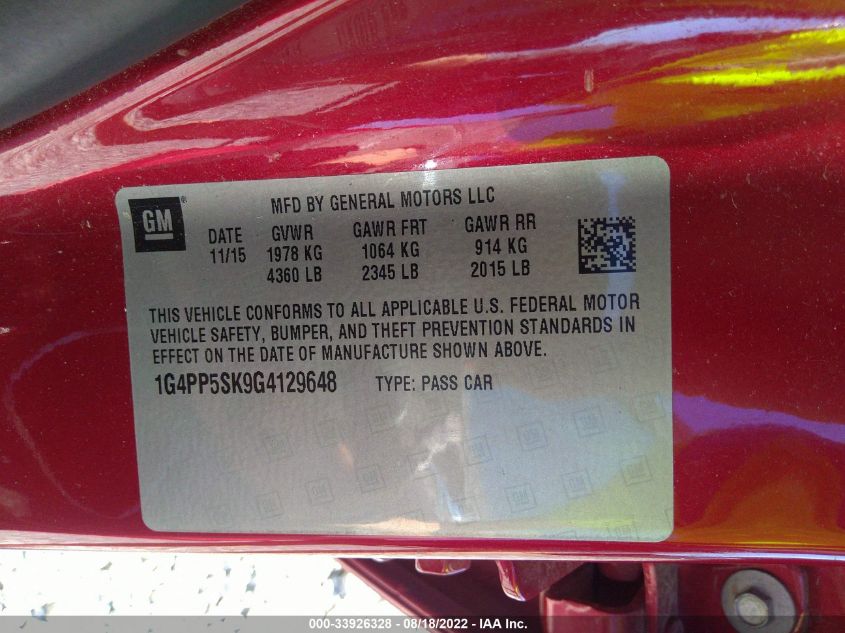 MFD BY GENERAL MOTORS LLC
GM
DATE GVWR GAWR FRT GAWR RR
11/15 1978 KG 1064 KG 914 KG
4360 LB 2345 LB 2015 LB
THIS VEHICLE CONFORMS TO ALL APPLICABLE U.S. FEDERAL MOTOR
VEHICLE SAFETY, BUMPER, AND THEFT PREVENTION STANDARDS IN
EFFECT ON THE DATE OF MANUFACTURE SHOWN ABOVE.
1G4PP5SK9G4129648 TYPE: PASS CAR
000-33926328 - 08/18/2022 - IAA Inc.